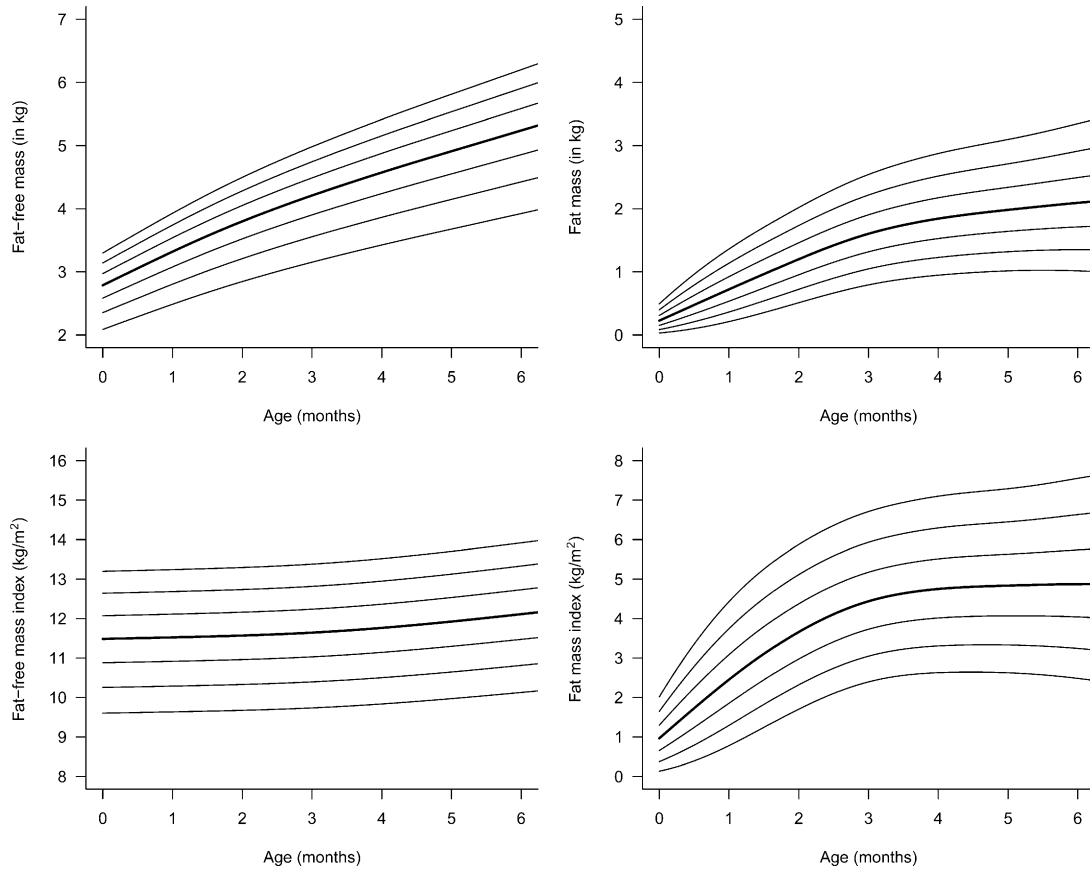 7
6
5
4
3
2
Fat−free mass (in kg)
0 1 2 3 4 5 6
Age (months)
5
4
3
2
1
0
Fat mass (in kg)
0 1 2 3 4 5 6
Age (months)
16
15
14
13
12
11
10
9
8
Fat−free mass index (kg/m²)
0 1 2 3 4 5 6
Age (months)
8
7
6
5
4
3
2
1
0
Fat mass index (kg/m²)
0 1 2 3 4 5 6
Age (months)